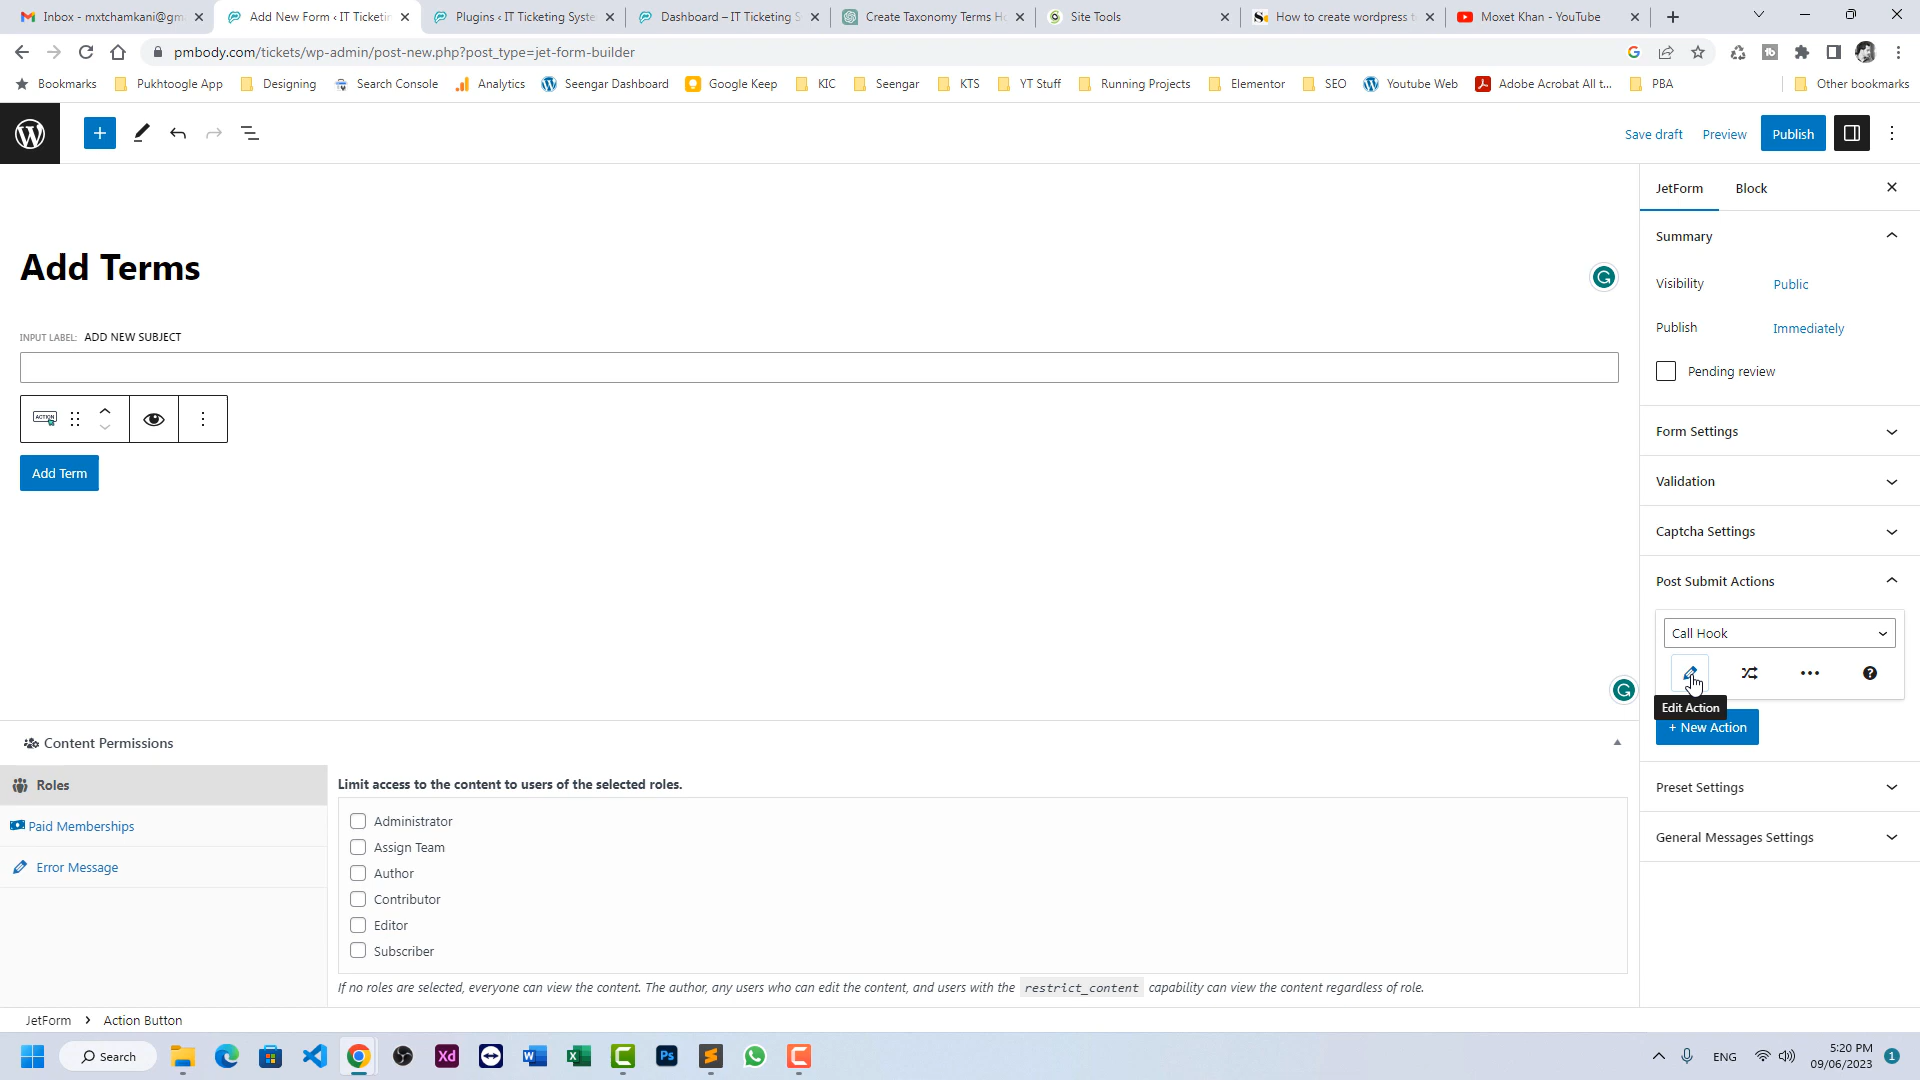 Inbox - mxtchamkani@gm
Add New Form ‹ IT Ticketin
Plugins ‹ IT Ticketing Syste
Dashboard – IT Ticketing S
Create Taxonomy Terms H
Site Tools
How to create wordpress t
Moxet Khan - YouTube
pmbody.com/tickets/wp-admin/post-new.php?post_type=jet-form-builder
Bookmarks
Pukhtoogle App
Designing
Search Console
Analytics
Seengar Dashboard
Google Keep
KIC
Seengar
KTS
YT Stuff
Running Projects
Elementor
SEO
Youtube Web
Adobe Acrobat All t...
PBA
Other bookmarks
Save draft
Preview
Publish
JetForm
Block
Summary
Add Terms
Visibility
Public
INPUT LABEL: ADD NEW SUBJECT
Publish
Immediately
Pending review
ACTION
Form Settings
Add Term
Validation
Captcha Settings
Post Submit Actions
Call Hook
Edit Action
+ New Action
Content Permissions
Roles
Paid Memberships
Error Message
Limit access to the content to users of the selected roles.
Administrator
Assign Team
Author
Contributor
Editor
Subscriber
If no roles are selected, everyone can view the content. The author, any users who can edit the content, and users with the restrict_content capability can view the content regardless of role.
Preset Settings
General Messages Settings
JetForm › Action Button
Search
ENG
5:20 PM
09/06/2023
1